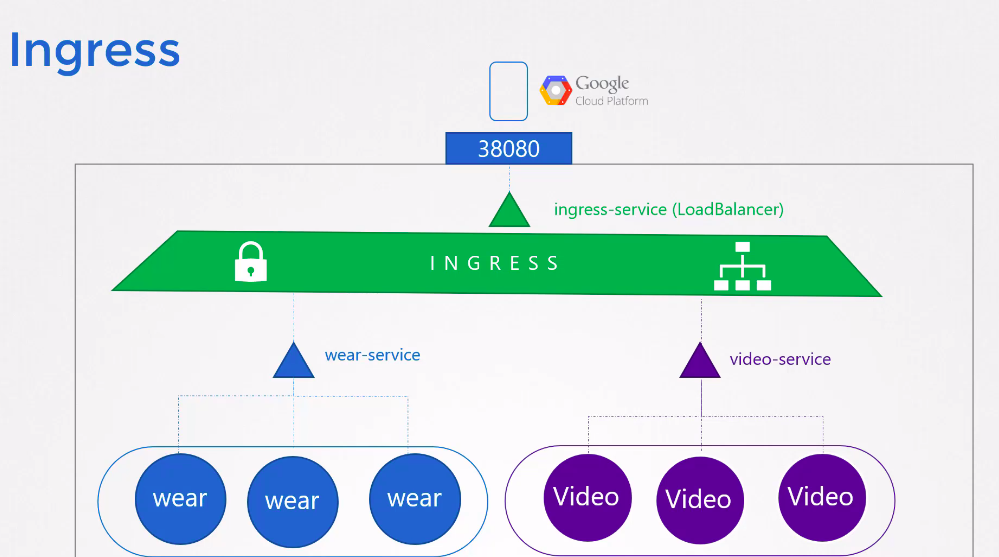 Ingress
Google
Cloud Platform
38080
ingress-service (LoadBalancer)
INGRESS
wear-service
video-service
wear
wear
wear
Video
Video
Video